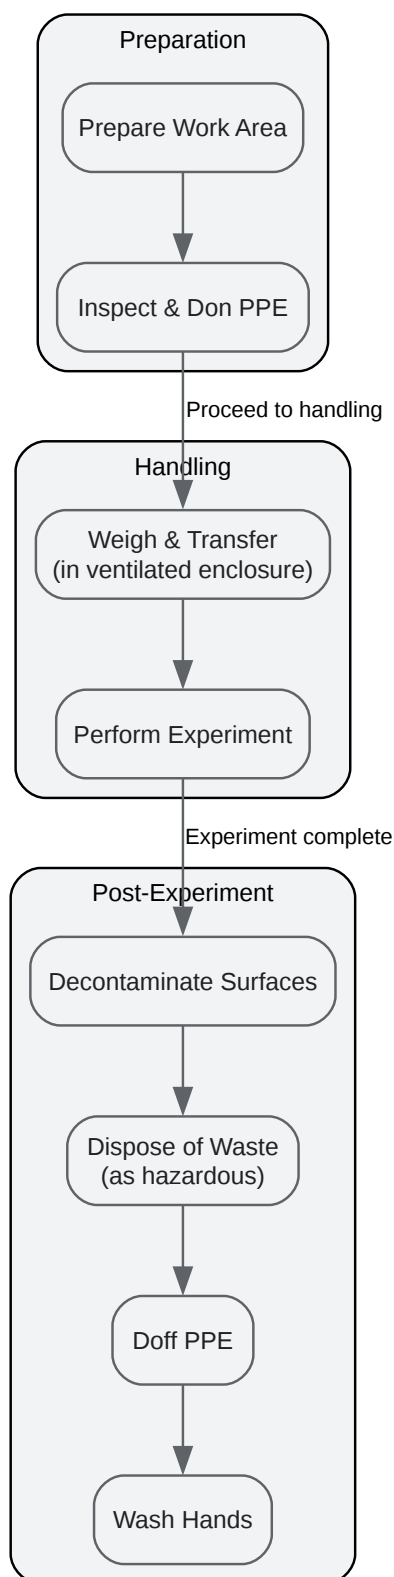 Preparation
Prepare Work Area
Inspect & Don PPE
Proceed to handling
Handling
Weigh & Transfer
(in ventilated enclosure)
Perform Experiment
Experiment complete
Post-Experiment
Decontaminate Surfaces
Dispose of Waste
(as hazardous)
Doff PPE
Wash Hands